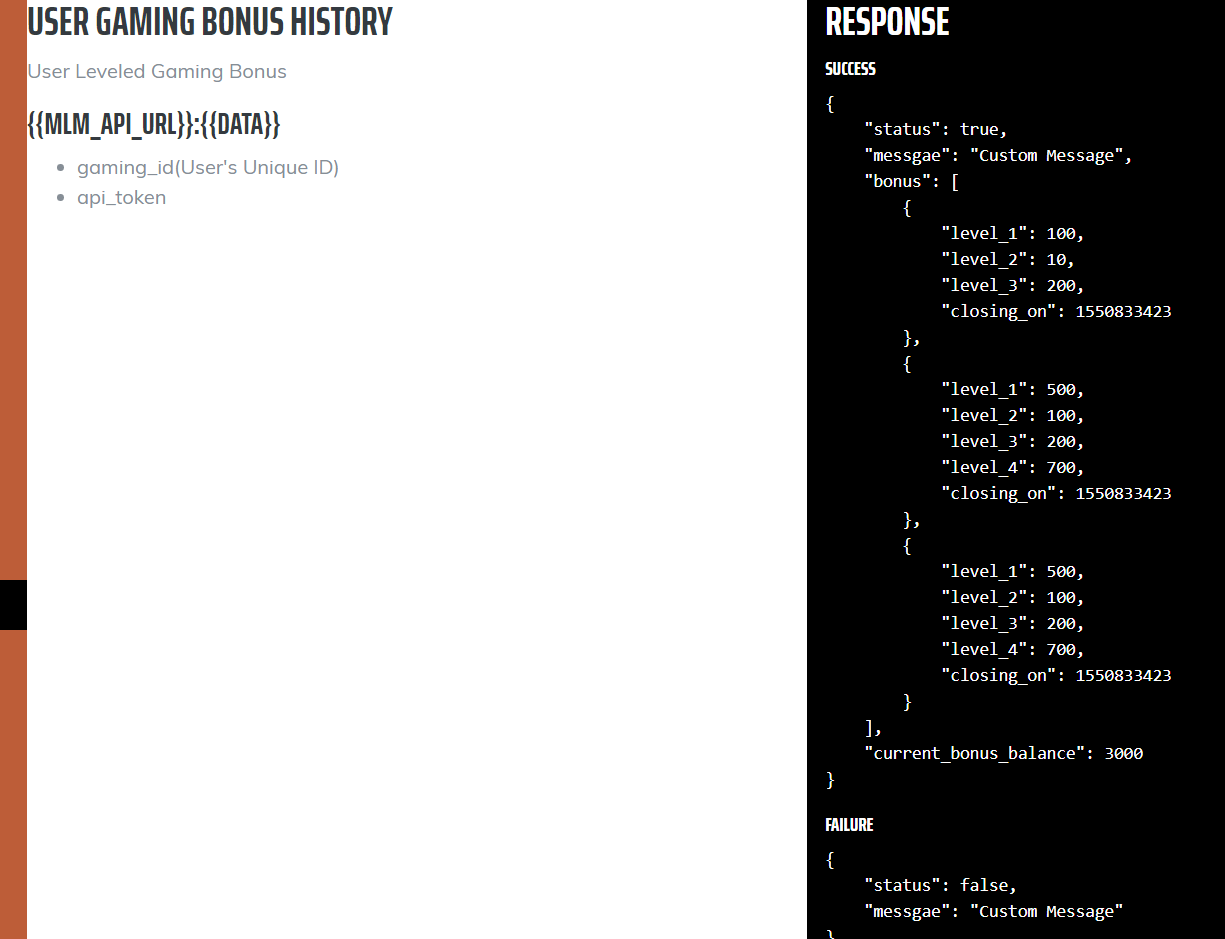 USER GAMING BONUS HISTORY
User Leveled Gaming Bonus
{{MLM_API_URL}}:{{DATA}}
gaming_id(User's Unique ID)
api_token
RESPONSE
SUCCESS
{
"status": true,
"messgae": "Custom Message",
"bonus": [
{
"level_1": 100,
"level_2": 10,
"level_3": 200,
"closing_on": 1550833423
},
{
"level_1": 500,
"level_2": 100,
"level_3": 200,
"level_4": 700,
"closing_on": 1550833423
},
{
"level_1": 500,
"level_2": 100,
"level_3": 200,
"level_4": 700,
"closing_on": 1550833423
}
],
"current_bonus_balance": 3000
}
FAILURE
{
"status": false,
"messgae": "Custom Message"
}